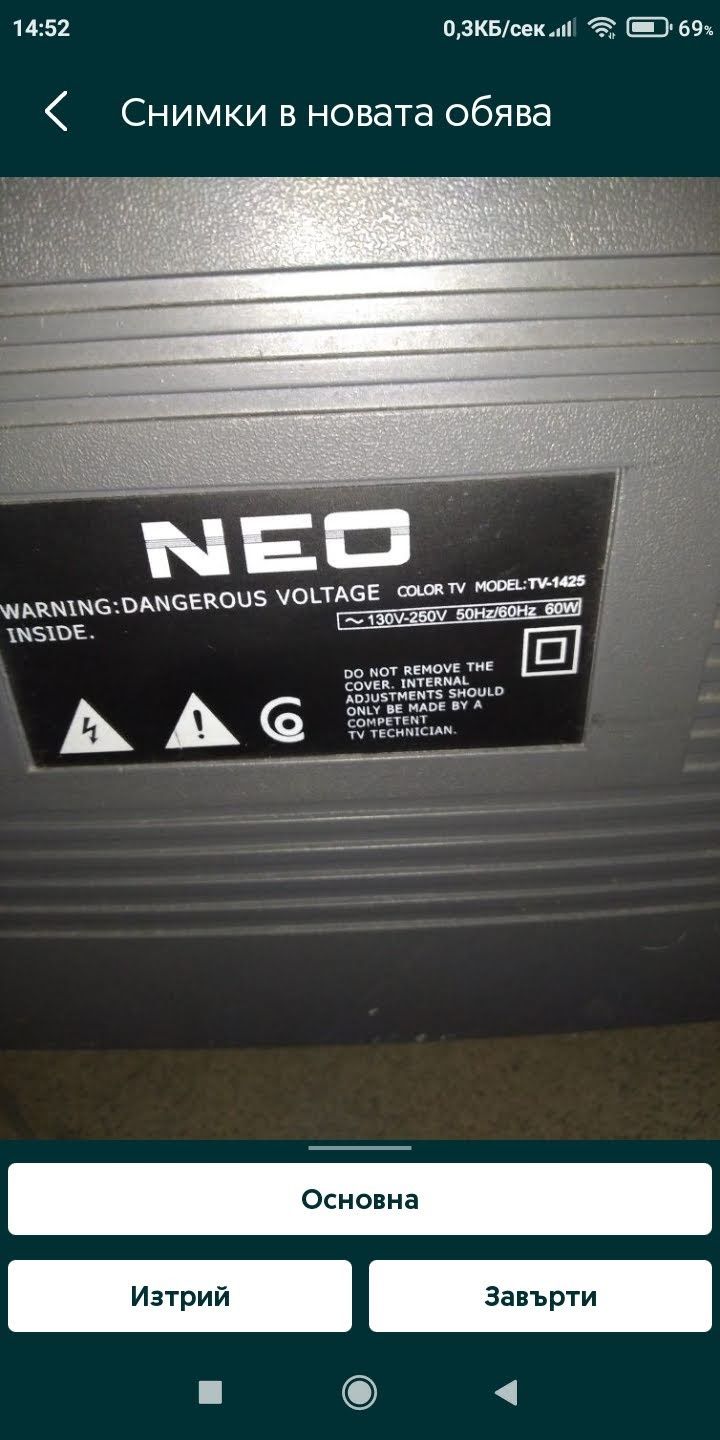 14:52 0,3КБ/сек 69%
Снимки в новата обява
NEO
WARNING:DANGEROUS VOLTAGE
INSIDE.
COLOR TV MODEL:TV-1425
~ 130V-250V 50Hz/60Hz 60W
DO NOT REMOVE THE
COVER. INTERNAL
ADJUSTMENTS SHOULD
ONLY BE MADE BY A
COMPETENT
TV TECHNICIAN.
Основна
Изтрий Завърти